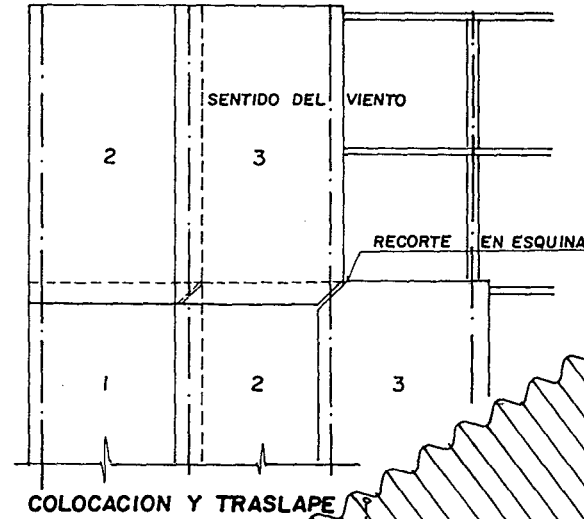 SENTIDO DEL VIENTO
2 3
RECORTE EN ESQUINA
1 2 3
COLOCACION Y TRASLAPE